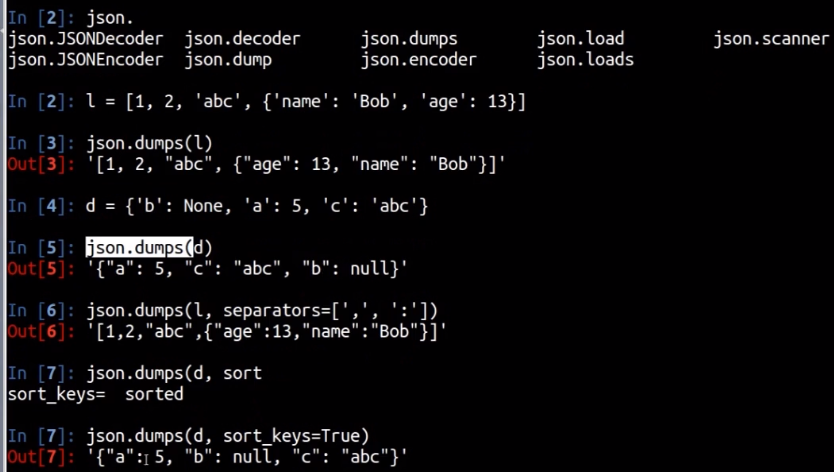 In [2]: json.
json.JSONDecoder  json.decoder      json.dumps        json.load         json.scanner
json.JSONEncoder  json.dump         json.encoder      json.loads
In [2]: l = [1, 2, 'abc', {'name': 'Bob', 'age': 13}]
In [3]: json.dumps(l)
Out[3]: '[1, 2, "abc", {"age": 13, "name": "Bob"}]'
In [4]: d = {'b': None, 'a': 5, 'c': 'abc'}
In [5]: json.dumps(d)
Out[5]: '{"a": 5, "c": "abc", "b": null}'
In [6]: json.dumps(l, separators=[',', ':'])
Out[6]: '[1,2,"abc",{"age":13,"name":"Bob"}]'
In [7]: json.dumps(d, sort
sort_keys=  sorted
In [7]: json.dumps(d, sort_keys=True)
Out[7]: '{"a": 5, "b": null, "c": "abc"}'